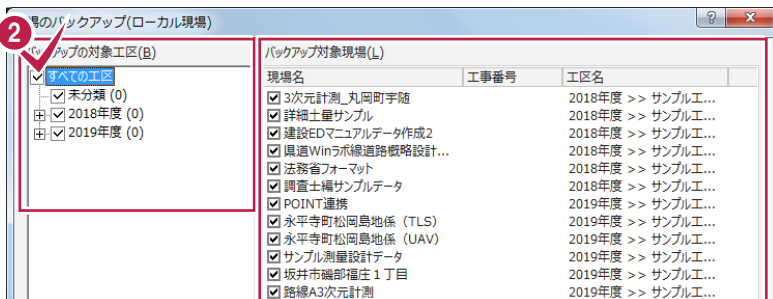 場のバックアップ(ローカル現場)
2
バックアップの対象工区(B)
すべての工区
未分類 (0)
2018年度 (0)
2019年度 (0)
バックアップ対象現場(L)
現場名 工事番号 工区名
3次元計測_丸岡町宇随 2018年度 >> サンプル工...
詳細土量サンプル 2018年度 >> サンプル工...
建設EDマニュアルデータ作成2 2018年度 >> サンプル工...
県道Winラボ線道路概略設計... 2018年度 >> サンプル工...
法務省フォーマット 2018年度 >> サンプル工...
調査士編サンプルデータ 2018年度 >> サンプル工...
POINT連携 2019年度 >> サンプル工...
永平寺町松岡島地係（TLS） 2019年度 >> サンプル工...
永平寺町松岡島地係（UAV） 2019年度 >> サンプル工...
サンプル測量設計データ 2019年度 >> サンプル工...
坂井市磯部福庄１丁目 2019年度 >> サンプル工...
路線A3次元計測 2019年度 >> サンプル工...